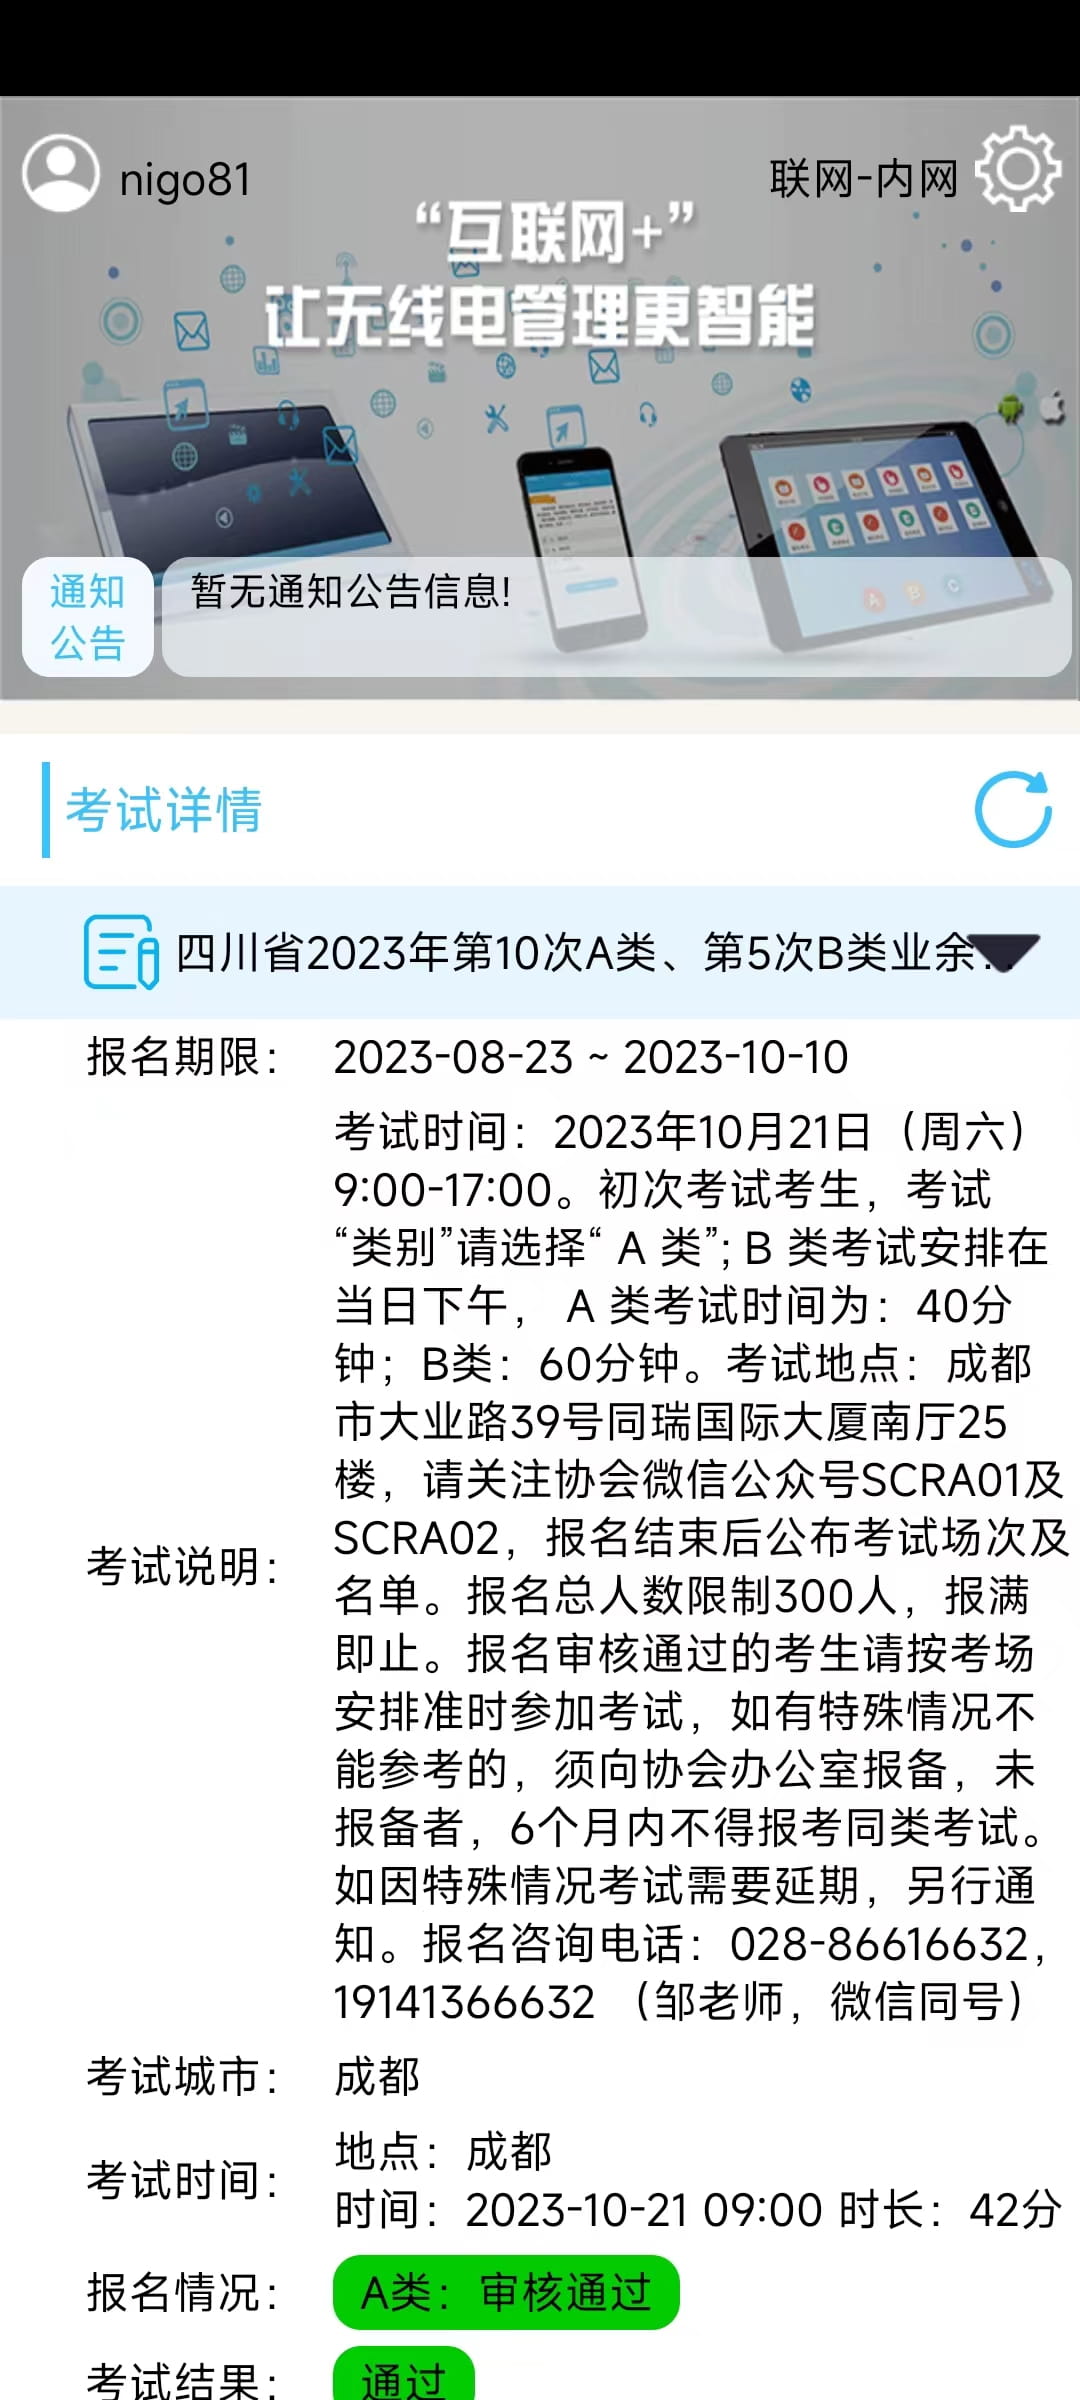 nigo81
联网-内网
“互联网+”
让无线电管理更智能
通知
公告
暂无通知公告信息!
考试详情
四川省2023年第10次A类、第5次B类业余...
报名期限：
2023-08-23 ~ 2023-10-10
考试说明：
考试时间：2023年10月21日（周六）
9:00-17:00。初次考试考生，考试
“类别”请选择“ A 类”; B 类考试安排在
当日下午， A 类考试时间为：40分
钟；B类：60分钟。考试地点：成都
市大业路39号同瑞国际大厦南厅25
楼，请关注协会微信公众号SCRA01及
SCRA02，报名结束后公布考试场次及
名单。报名总人数限制300人，报满
即止。报名审核通过的考生请按考场
安排准时参加考试，如有特殊情况不
能参考的，须向协会办公室报备，未
报备者，6个月内不得报考同类考试。
如因特殊情况考试需要延期，另行通
知。报名咨询电话：028-86616632，
19141366632 （邹老师，微信同号）
考试城市：
成都
考试时间：
地点：成都
时间：2023-10-21 09:00 时长：42分
报名情况：
A类：审核通过
考试结果：
通过